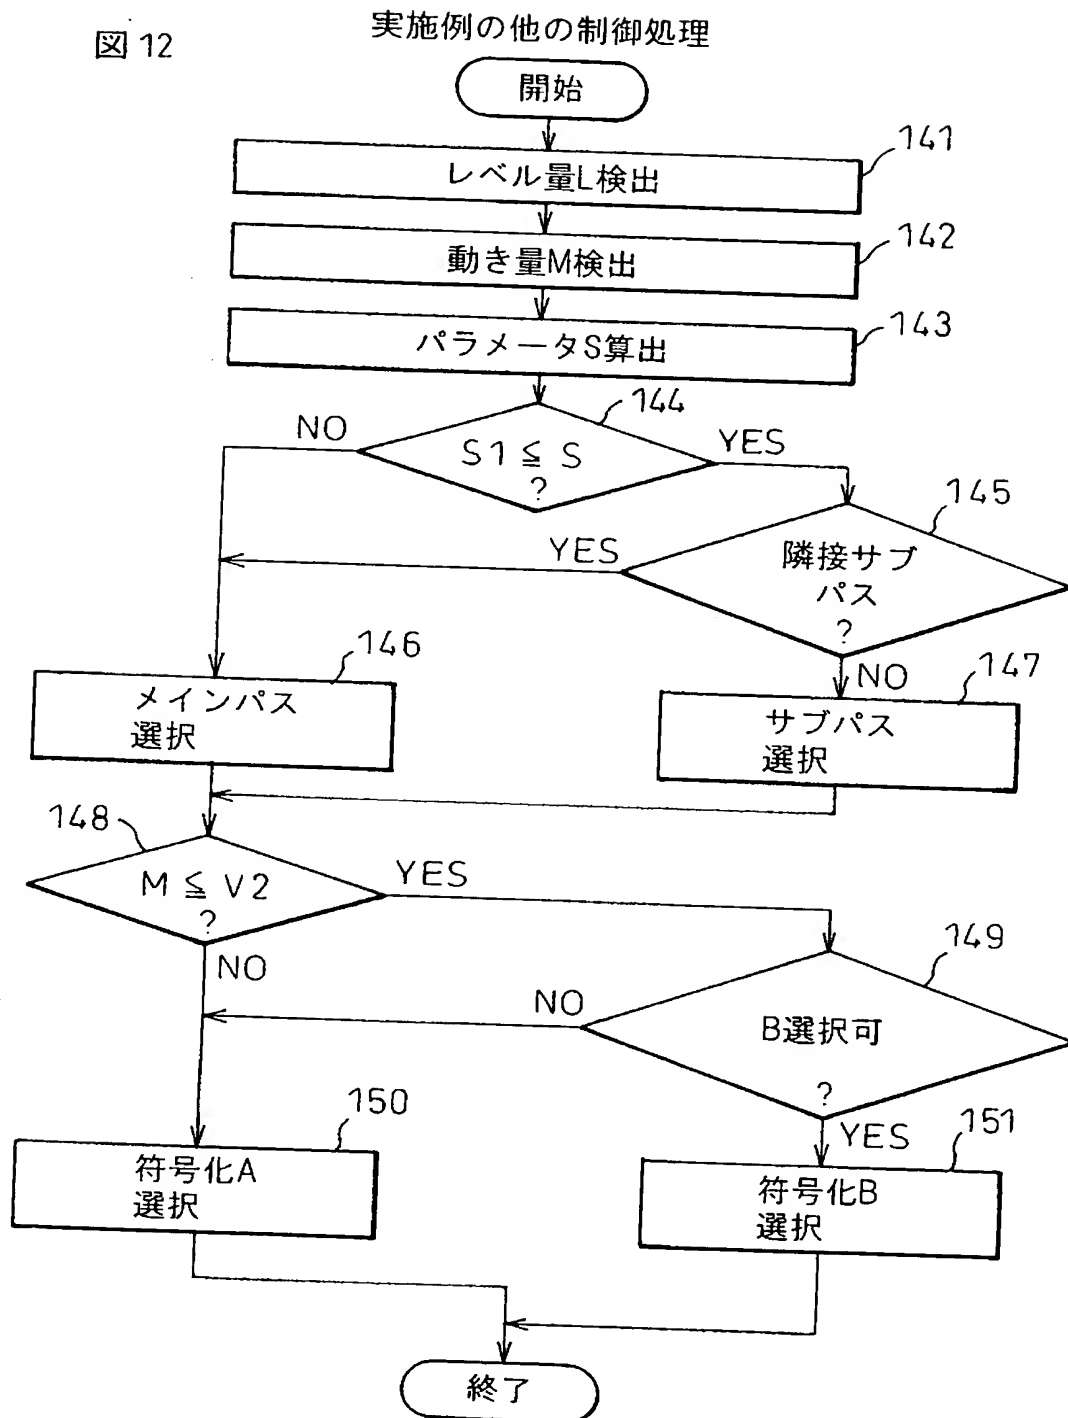 図12
実施例の他の制御処理
開始
141
レベル量L検出
142
動き量M検出
143
パラメータS算出
144
NO
S1≦S
?
YES
145
YES
隣接サブ
パス
?
146
NO
147
メインパス
選択
サブパス
選択
148
M≦V2
?
YES
149
NO
NO
B選択可
?
150
YES
151
符号化A
選択
符号化B
選択
終了